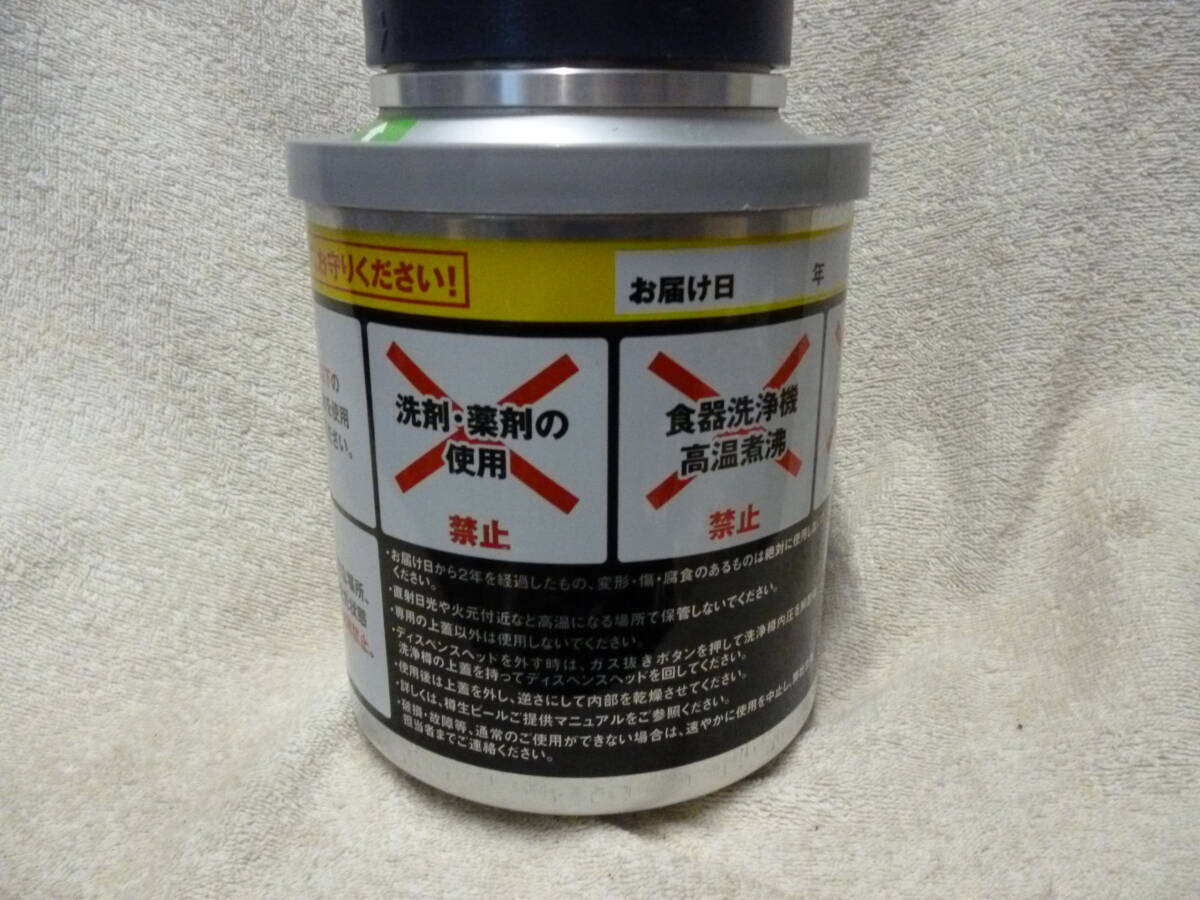 お守りください!
お届け日 年
下の
使用
ださい。
洗剤・薬剤の
使用
禁止
食器洗浄機
高温煮沸
禁止
場所、
状態
止。
・お届け日から2年を経過したもの、変形・傷・腐食のあるものは絶対に使用しない
ください。
・直射日光や火元付近など高温になる場所で保管しないでください。
・専用の上蓋以外は使用しないでください。
・ディスペンスヘッドを外す時は、ガス抜きボタンを押して洗浄樽内圧を
洗浄樽の上蓋を持ってディスペンスヘッドを回してください。
・使用後は上蓋を外し、逆さにして内部を乾燥させてください。
・詳しくは、樽生ビールご提供マニュアルをご参照ください。
・破損・故障等、通常のご使用ができない場合は、速やかに使用を中止し、
担当者までご連絡ください。